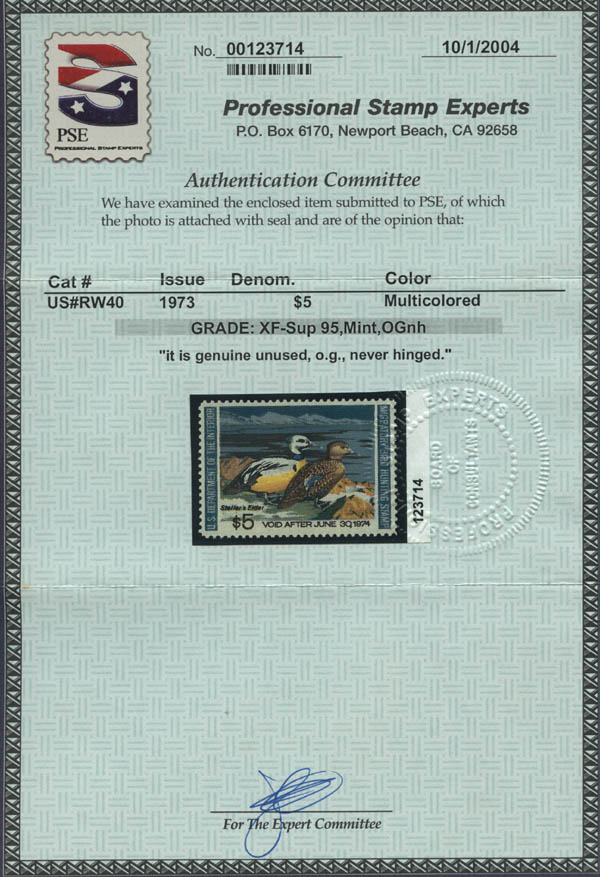 PSE
PROFESSIONAL STAMP EXPERTS
No. 00123714
10/1/2004
Professional Stamp Experts
P.O. Box 6170, Newport Beach, CA 92658
Authentication Committee
We have examined the enclosed item submitted to PSE, of which
the photo is attached with seal and are of the opinion that:
Cat # Issue Denom. Color
US#RW40 1973 $5 Multicolored
GRADE: XF-Sup 95,Mint,OGnh
"it is genuine unused, o.g., never hinged."
U.S. DEPARTMENT OF THE INTERIOR
MIGRATORY BIRD HUNTING STAMP
Steller's Eider
$5 VOID AFTER JUNE 30, 1974
123714
EXPERTS
BOARD
OF
For The Expert Committee